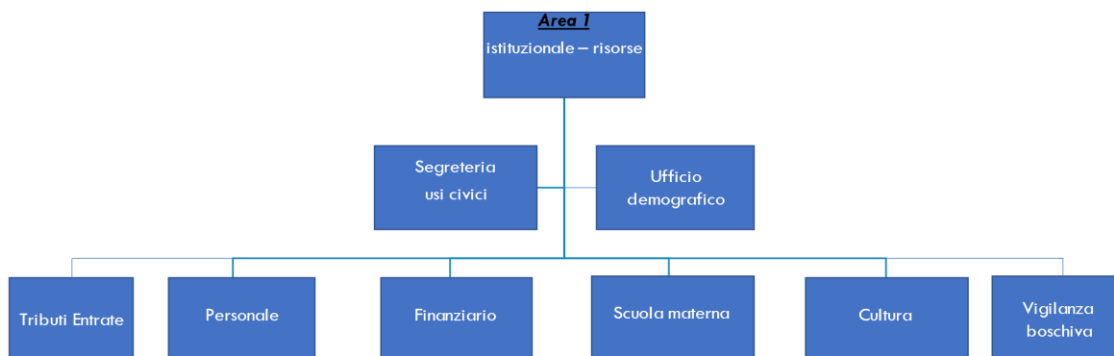 Area 1
istituzionale – risorse
Segreteria
usi civici
Ufficio
demografico
Tributi Entrate
Personale
Finanziario
Scuola materna
Cultura
Vigilanza
boschiva